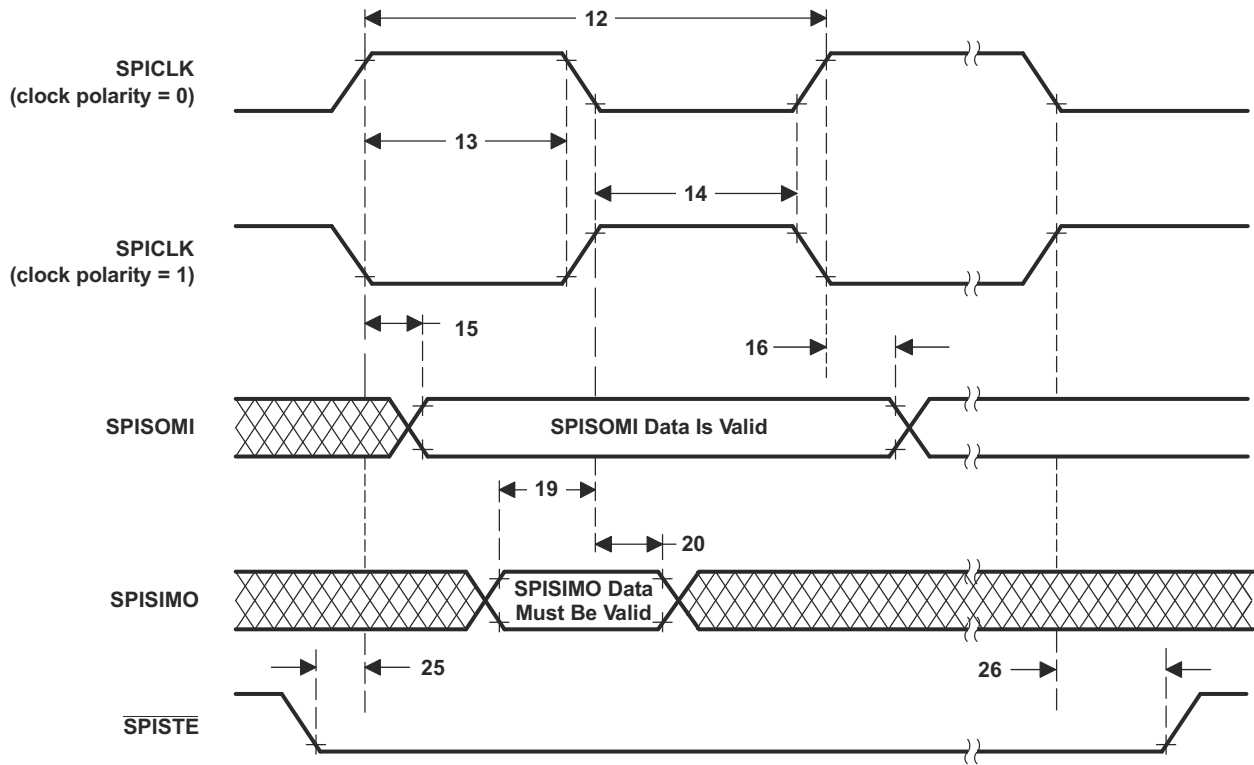 12
SPICLK
(clock polarity = 0)
13
14
SPICLK
(clock polarity = 1)
15
16
SPISOMI
SPISOMI Data Is Valid
19
20
SPISIMO
SPISIMO Data
Must Be Valid
25
26
SPISTE